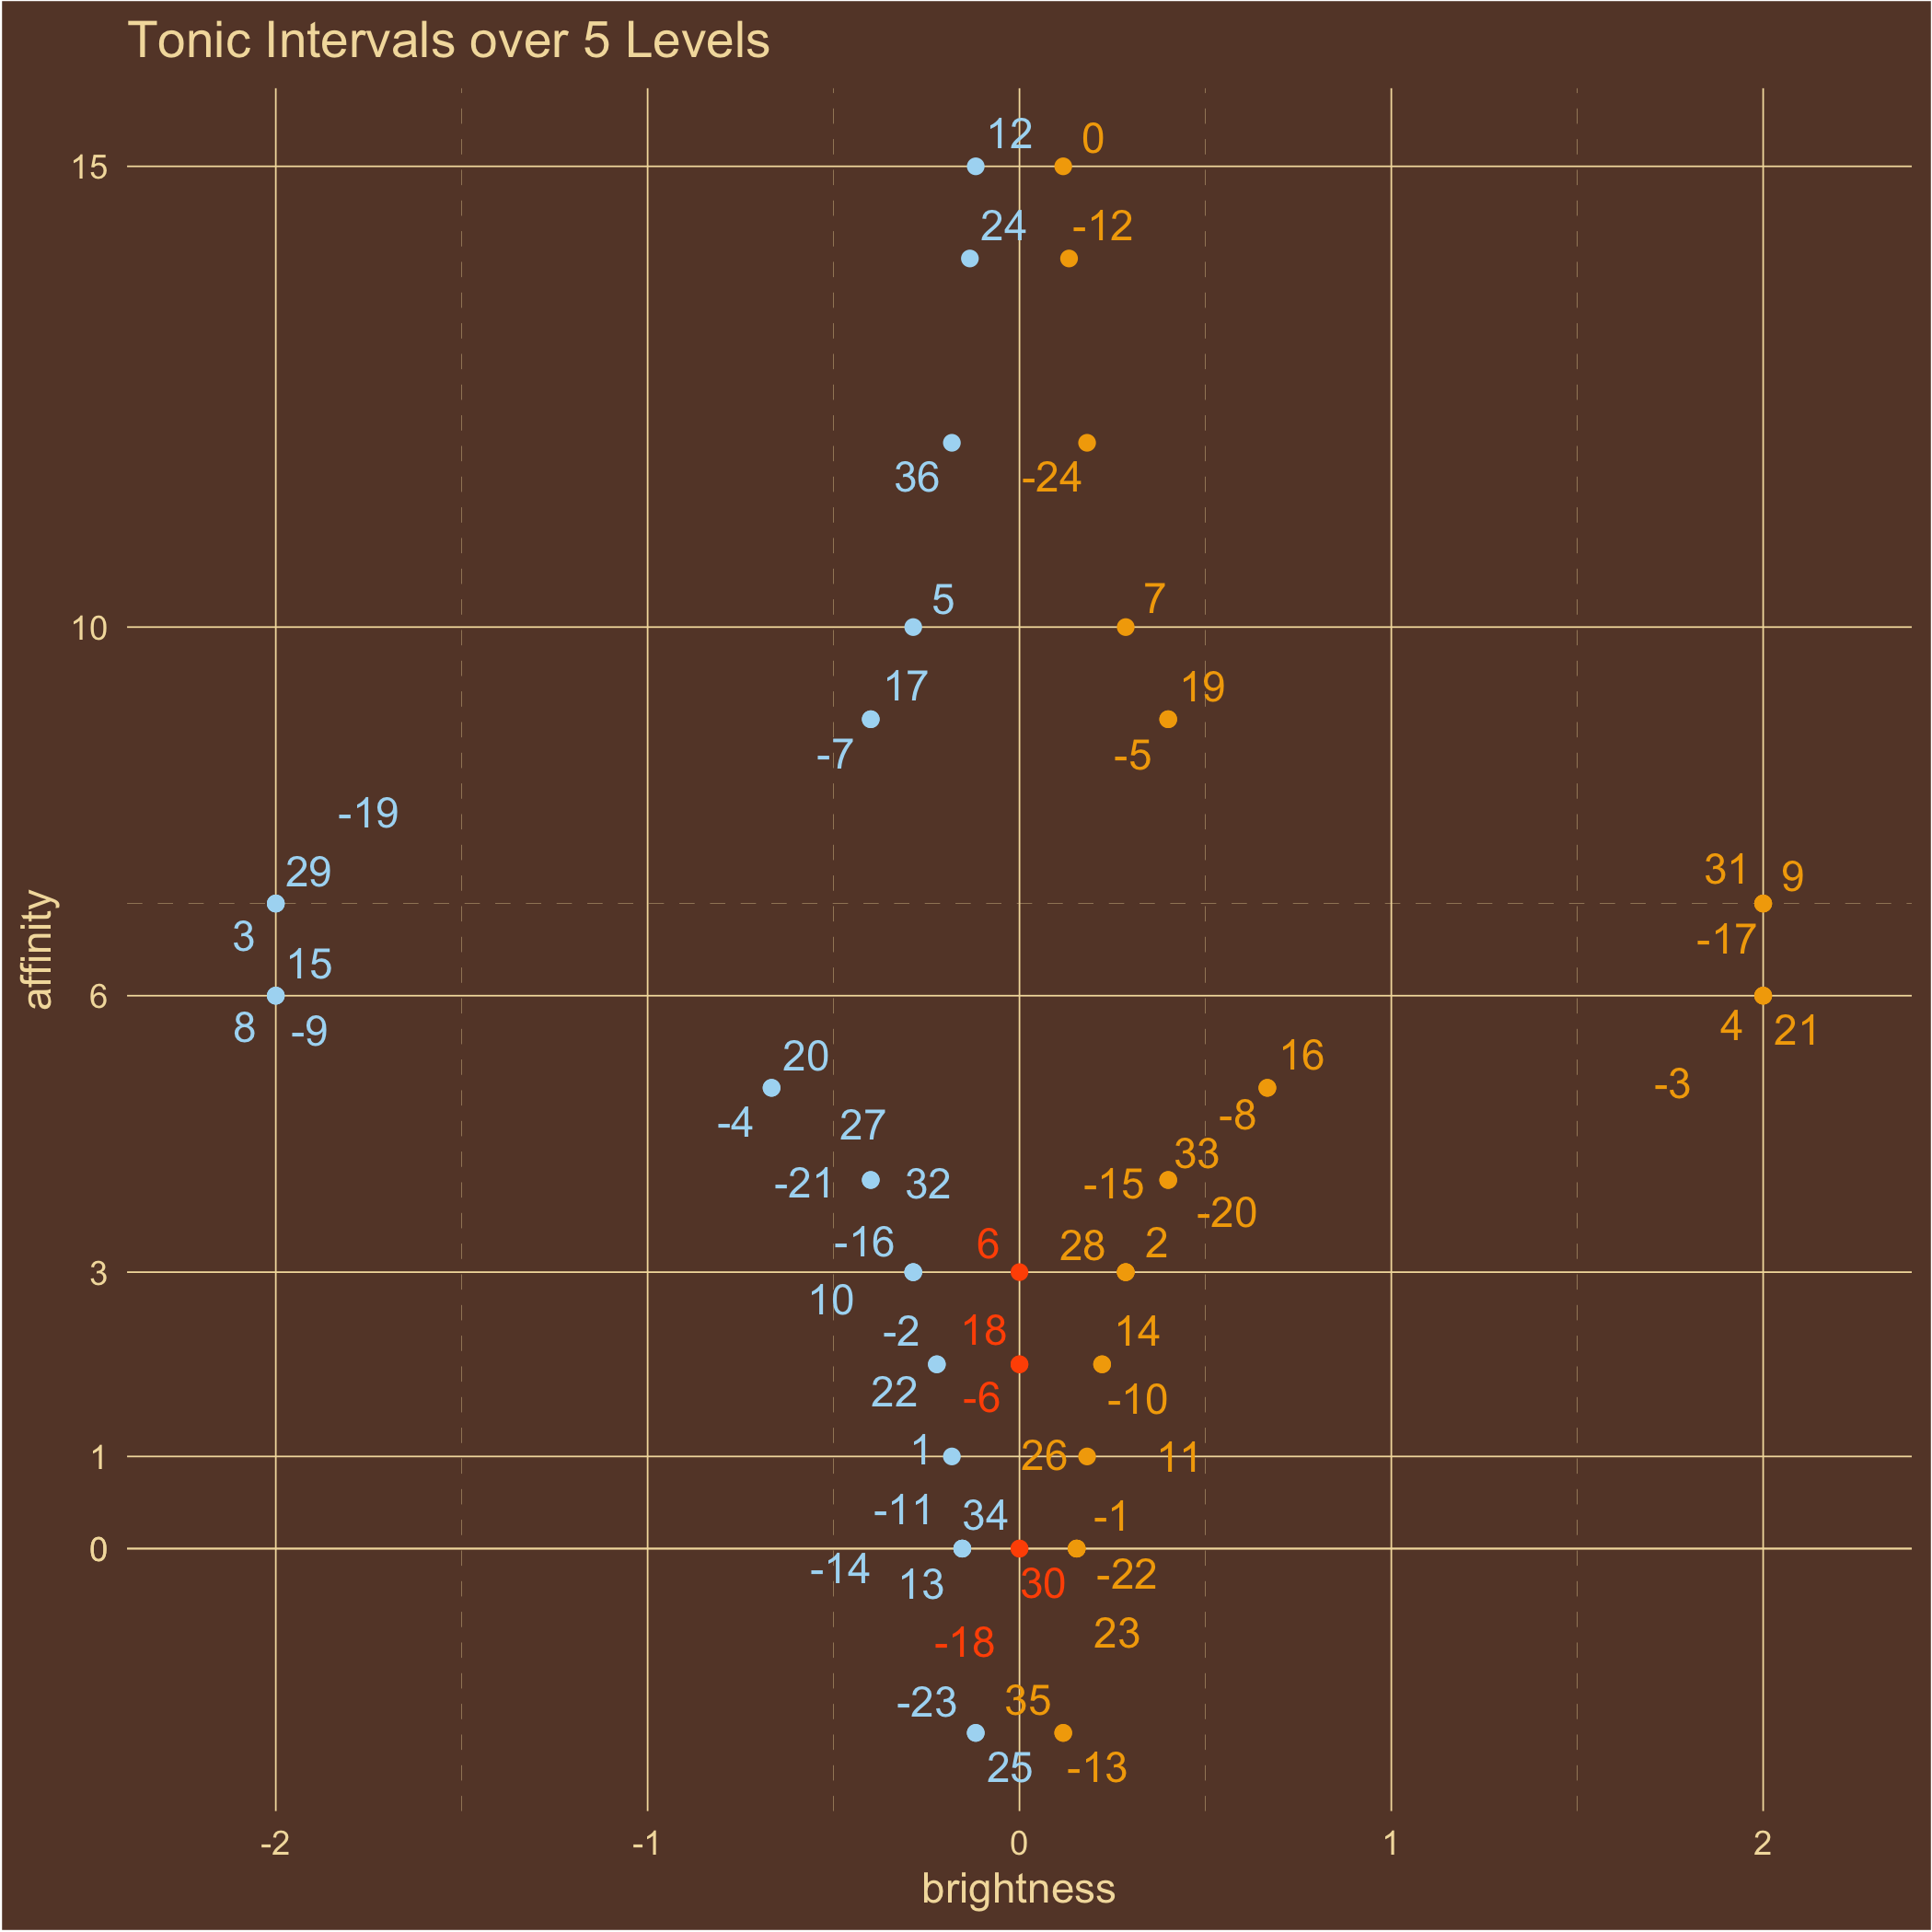 Tonic Intervals over 5 Levels
12 0
15
24 -12
36 -24
5 7
10
17 19
-7 -5
-19
29 31 9
3 -17
15
6
8 -9 4 21
20 16
-3
-4 27 -8
33
-21 32 -15
-20
-16 6 28 2
3
10
-2 18 14
22 -6 -10
1 1 26 11
-11 34 -1
0
-14 13 30 -22
-18 23
-23 35
25 -13
-2 -1 0 1 2
brightness
affinity